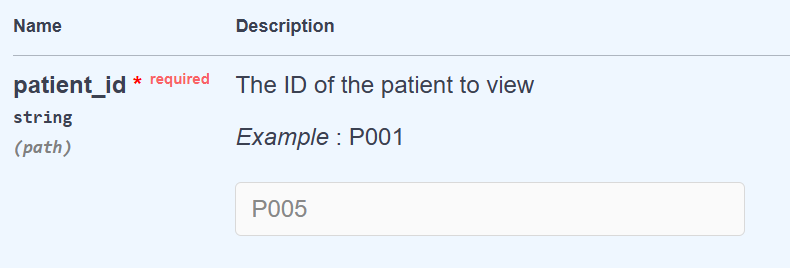 Name Description
patient_id * required The ID of the patient to view
string
(path) Example : P001
P005